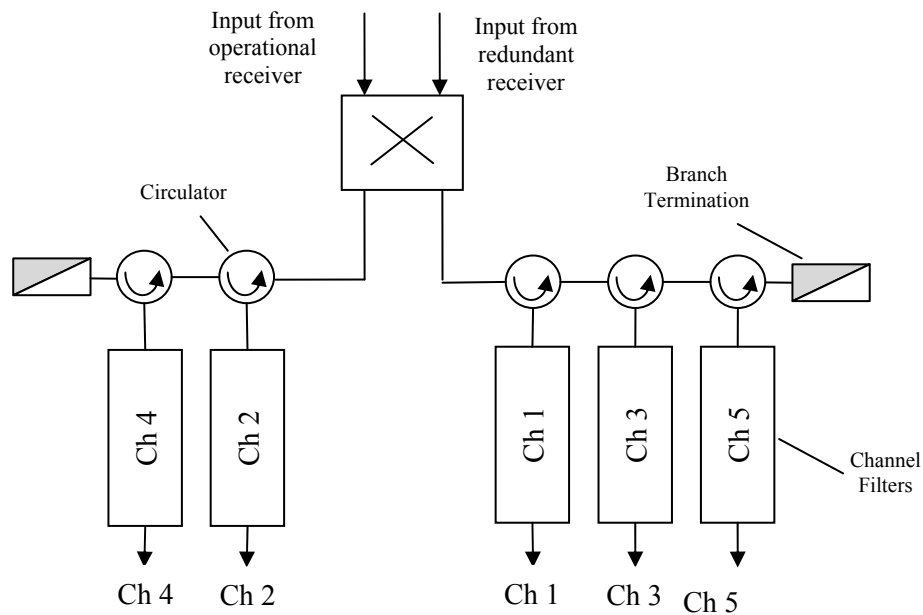 Input from
operational
receiver
Input from
redundant
receiver
Circulator
Branch
Termination
Ch 4
Ch 2
Ch 1
Ch 3
Ch 5
Channel
Filters
Ch 4
Ch 2
Ch 1
Ch 3
Ch 5